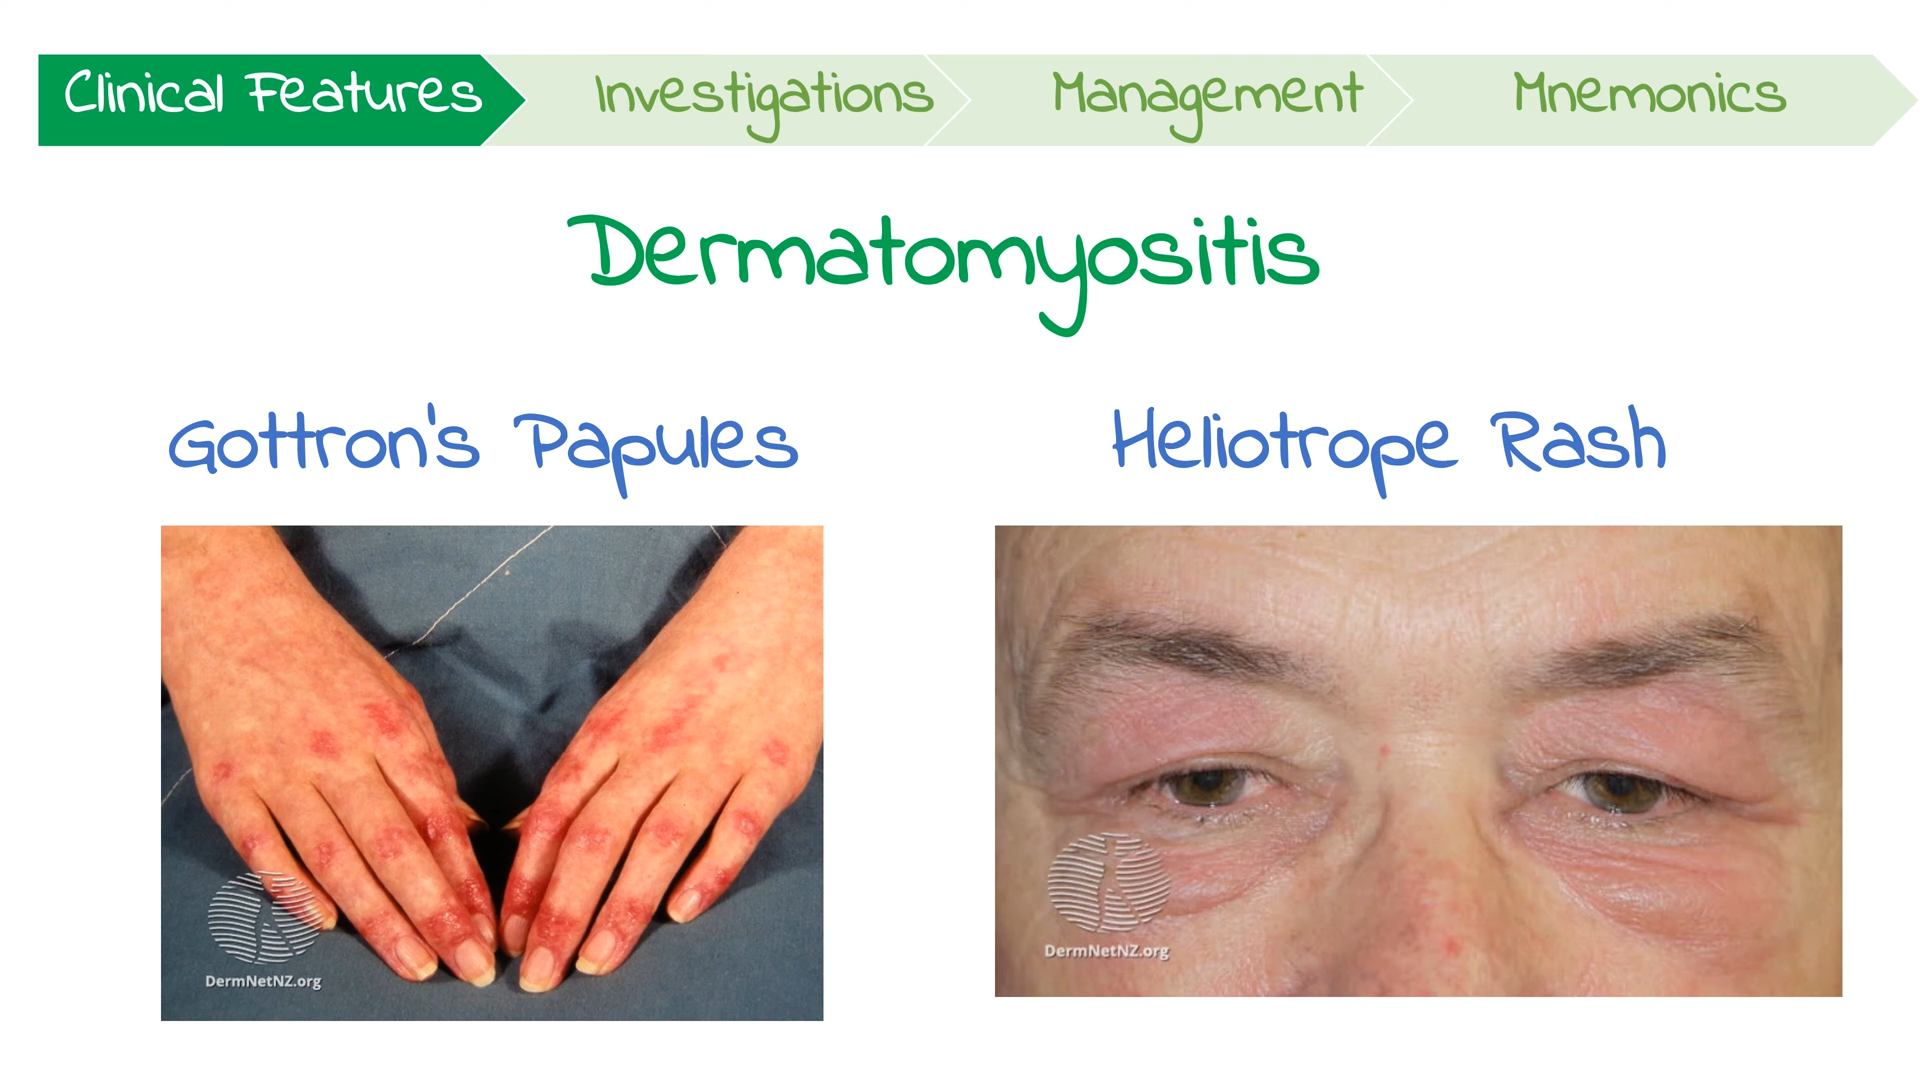 Clinical Features
Investigations
Management
Mnemonics
Dermatomyositis
Gottron's Papules
Heliotrope Rash
DermNetNZ.org
DermNetNZ.org